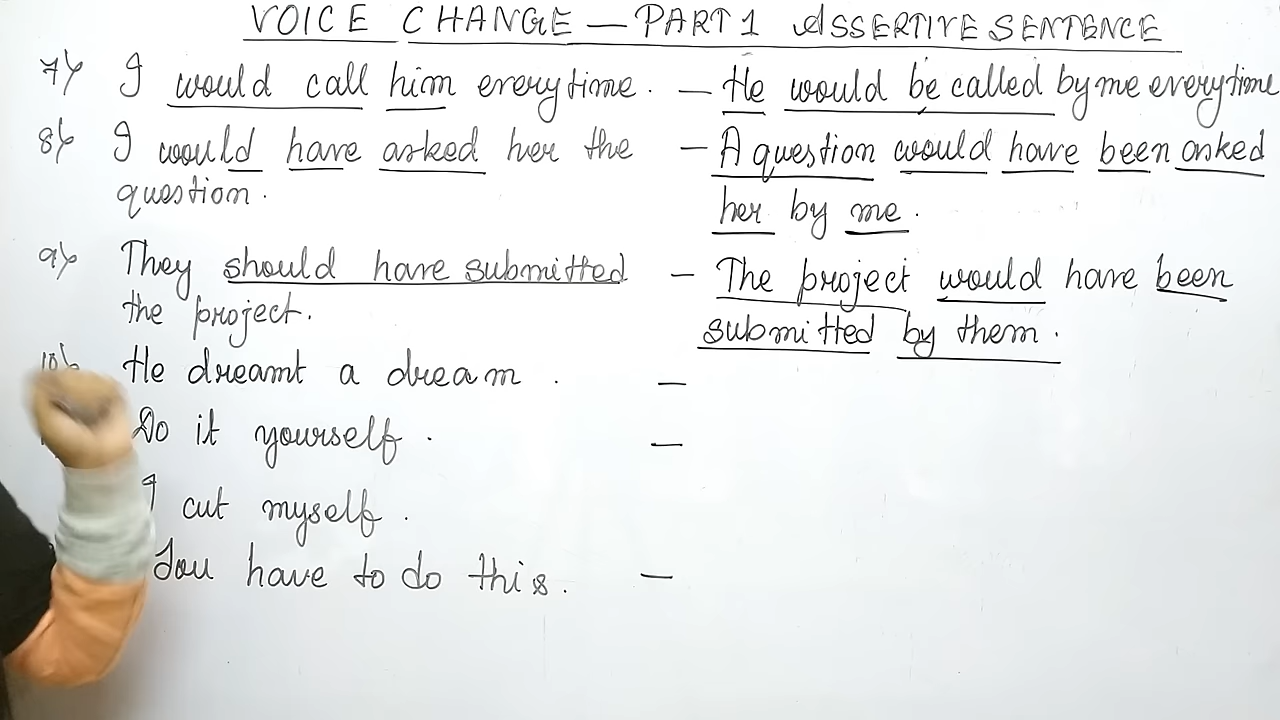 VOICE CHANGE — PART 1 ASSERTIVE SENTENCE
7) I would call him everytime. — He would be called by me everytime
8) I would have asked her the — A question would have been asked
question. her by me.
9) They should have submitted — The project would have been
the project. submitted by them.
10) He dreamt a dream. —
Do it yourself. —
I cut myself.
You have to do this. —